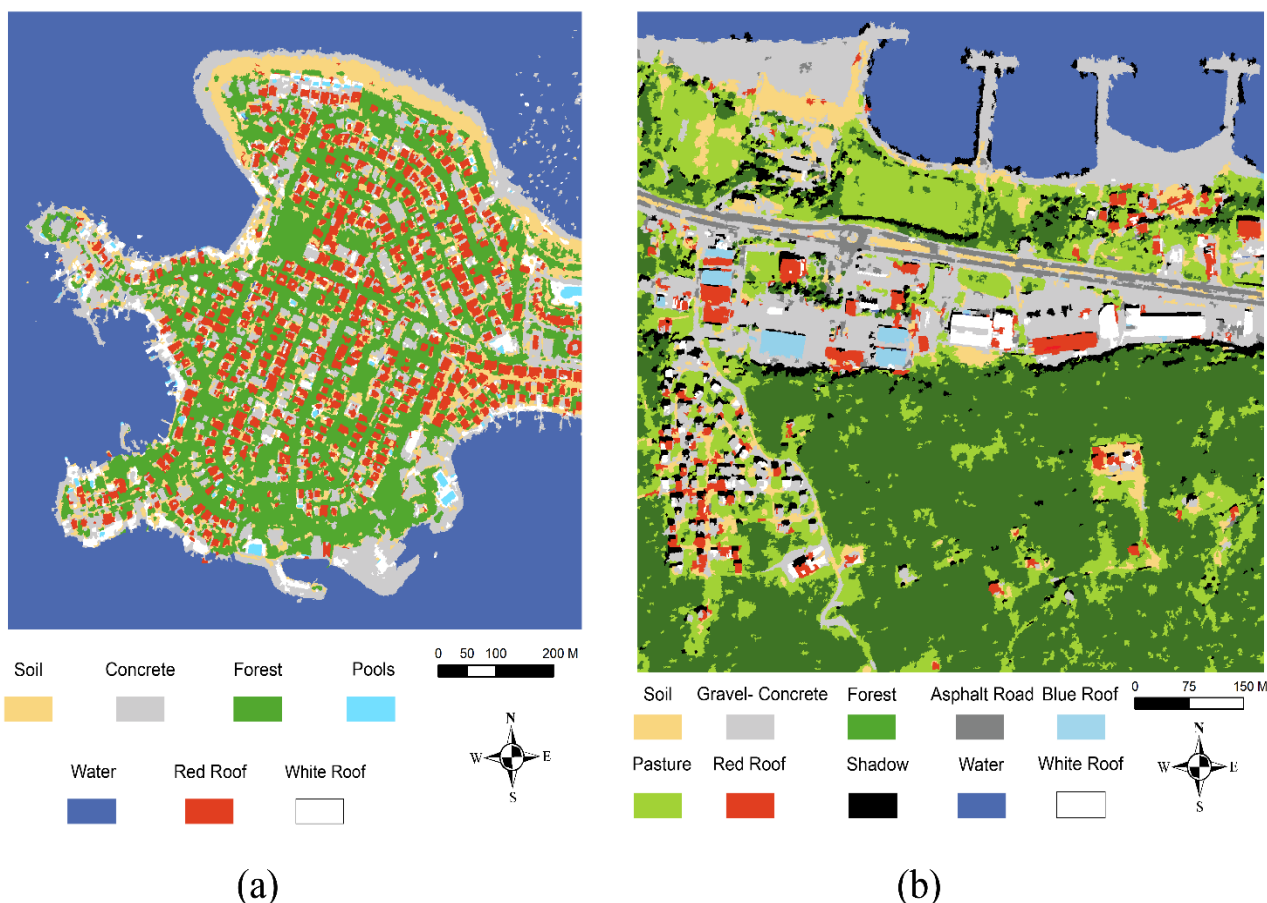 Soil Concrete Forest Pools
0 50 100 200 M
Water Red Roof White Roof
N
W E
S
(a)
Soil Gravel- Concrete Forest Asphalt Road Blue Roof
0 75 150 M
Pasture Red Roof Shadow Water White Roof
N
W E
S
(b)